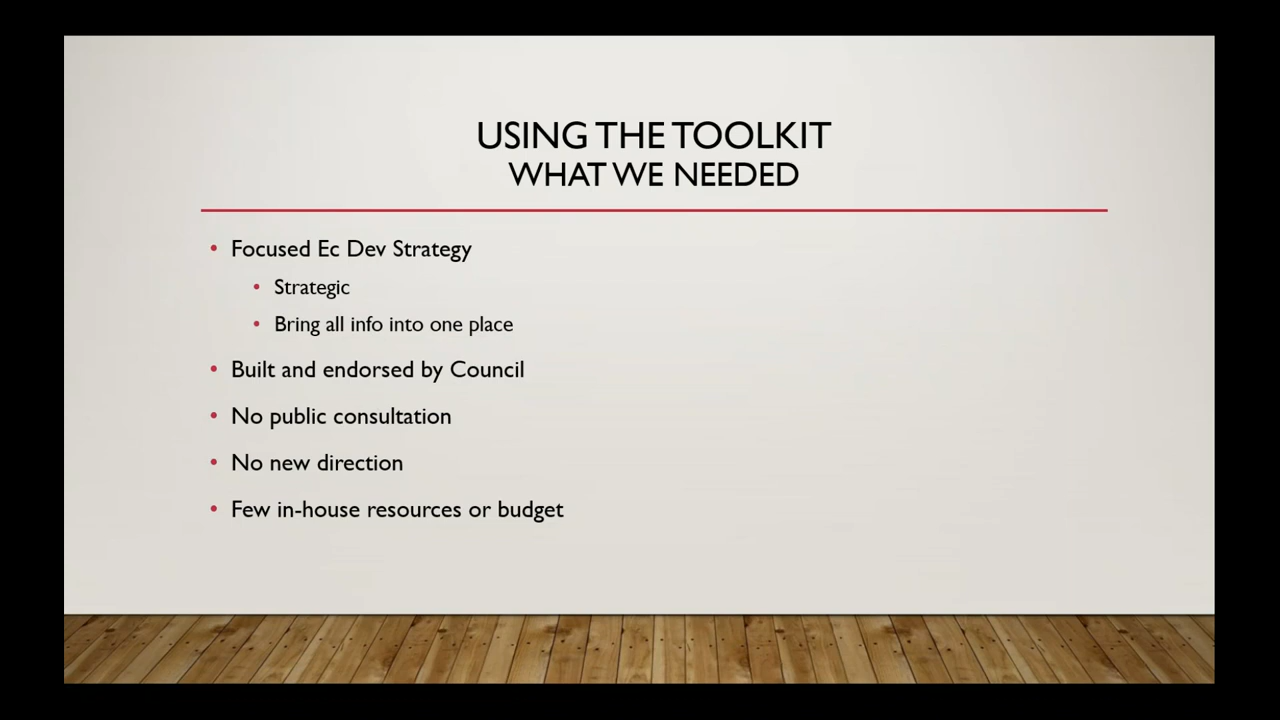 USING THE TOOLKIT
WHAT WE NEEDED
• Focused Ec Dev Strategy
• Strategic
• Bring all info into one place
• Built and endorsed by Council
• No public consultation
• No new direction
• Few in-house resources or budget